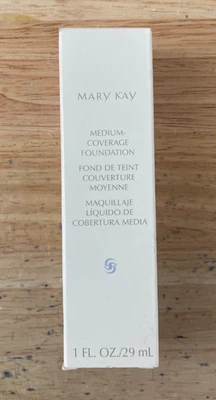 MARY KAY
MEDIUM-
COVERAGE
FOUNDATION
FOND DE TEINT
COUVERTURE
MOYENNE
MAQUILLAJE
LÍQUIDO DE
COBERTURA MEDIA
1 FL. OZ./29 mL